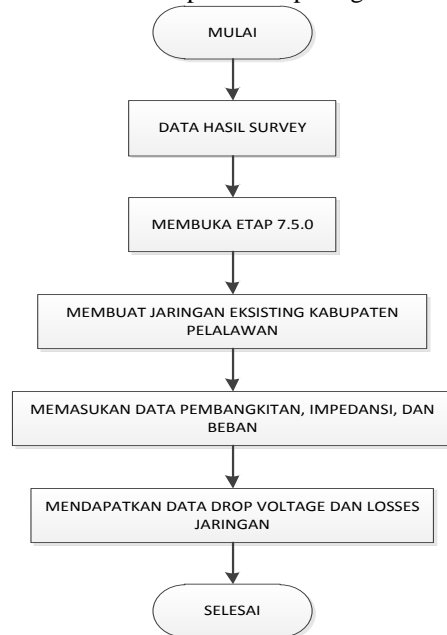 MULAI
DATA HASIL SURVEY
MEMBUKA ETAP 7.5.0
MEMBUAT JARINGAN EKSISTING KABUPATEN
PELALAWAN
MEMASUKAN DATA PEMBANGKITAN, IMPEDANSI, DAN
BEBAN
MENDAPATKAN DATA DROP VOLTAGE DAN LOSSES
JARINGAN
SELESAI